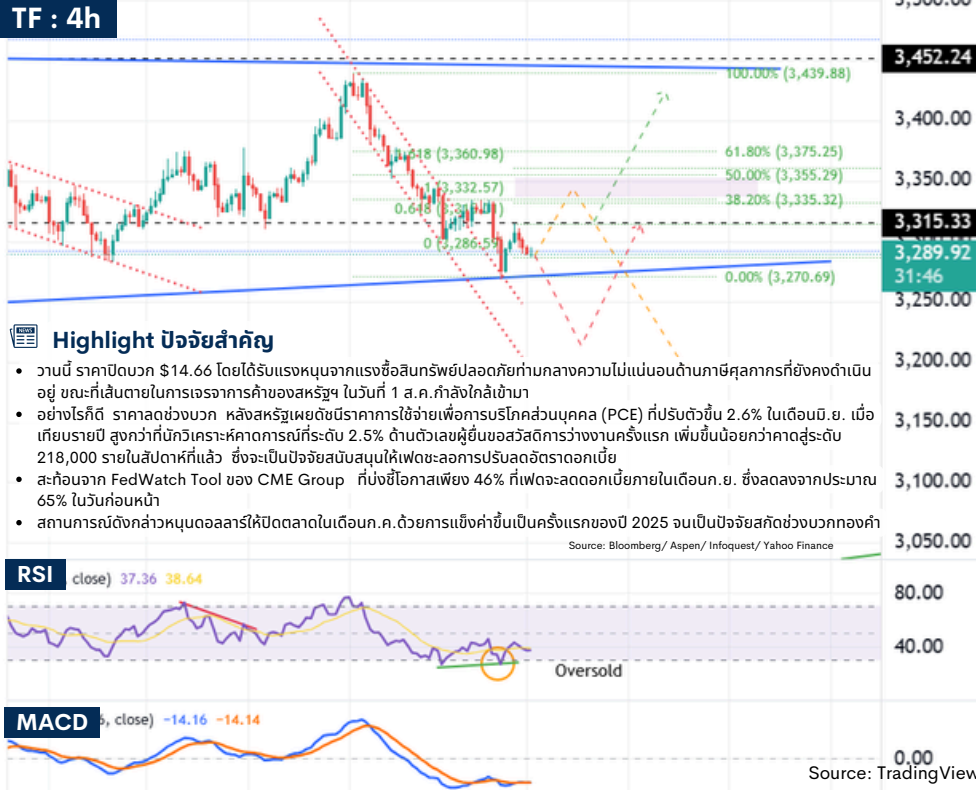 TF : 4h
3,452.24
100.00% (3,439.88)
3,400.00
1.618 (3,360.98)
61.80% (3,375.25)
50.00% (3,355.29)
3,350.00
1 (3,332.57)
38.20% (3,335.32)
3,315.33
0 (3,286.59)
3,289.92
31:46
0.00% (3,270.69)
3,250.00
NEWS
Highlight ปัจจัยสำคัญ
3,200.00
• วานนี้ ราคาปิดบวก $14.66 โดยได้รับแรงหนุนจากแรงซื้อสินทรัพย์ปลอดภัยท่ามกลางความไม่แน่นอนด้านภาษีศุลกากรที่ยังคงดำเนิน
อยู่ ขณะที่เส้นตายในการเจรจาการค้าของสหรัฐฯ ในวันที่ 1 ส.ค.กำลังใกล้เข้ามา
• อย่างไรก็ดี ราคาลดช่วงบวก หลังสหรัฐเผยดัชนีราคาการใช้จ่ายเพื่อการบริโภคส่วนบุคคล (PCE) ที่ปรับตัวขึ้น 2.6% ในเดือนมิ.ย. เมื่อ
เทียบรายปี สูงกว่าที่นักวิเคราะห์คาดการณ์ที่ระดับ 2.5% ด้านตัวเลขผู้ยื่นขอสวัสดิการว่างงานครั้งแรก เพิ่มขึ้นน้อยกว่าคาดสู่ระดับ
218,000 รายในสัปดาห์ที่แล้ว ซึ่งจะเป็นปัจจัยสนับสนุนให้เฟดชะลอการปรับลดอัตราดอกเบี้ย
3,150.00
• สะท้อนจาก FedWatch Tool ของ CME Group ที่บ่งชี้โอกาสเพียง 46% ที่เฟดจะลดดอกเบี้ยภายในเดือนก.ย. ซึ่งลดลงจากประมาณ
65% ในวันก่อนหน้า
3,100.00
• สถานการณ์ดังกล่าวหนุนดอลลาร์ให้ปิดตลาดในเดือนก.ค.ด้วยการแข็งค่าขึ้นเป็นครั้งแรกของปี 2025 จนเป็นปัจจัยสกัดช่วงบวกทองคำ
3,050.00
Source: Bloomberg/ Aspen/ Infoquest/ Yahoo Finance
RSI
close) 37.36 38.64
80.00
40.00
Oversold
MACD
close) −14.16 −14.14
0.00
Source: TradingView